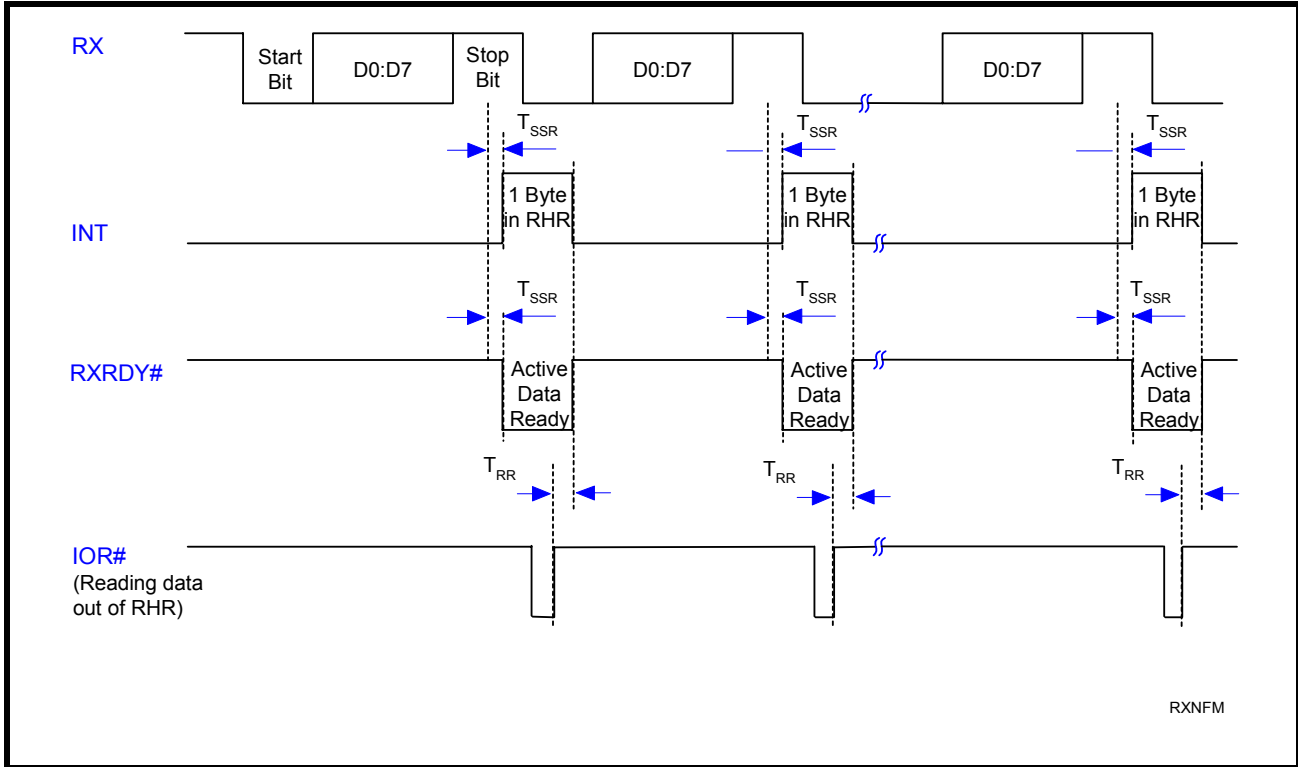 RX
Start
Bit
D0:D7
Stop
Bit
D0:D7
D0:D7
TSSR
TSSR
TSSR
INT
1 Byte
in RHR
1 Byte
in RHR
1 Byte
in RHR
TSSR
TSSR
TSSR
RXRDY#
Active
Data
Ready
Active
Data
Ready
Active
Data
Ready
TRR
TRR
TRR
IOR#
(Reading data
out of RHR)
RXNFM